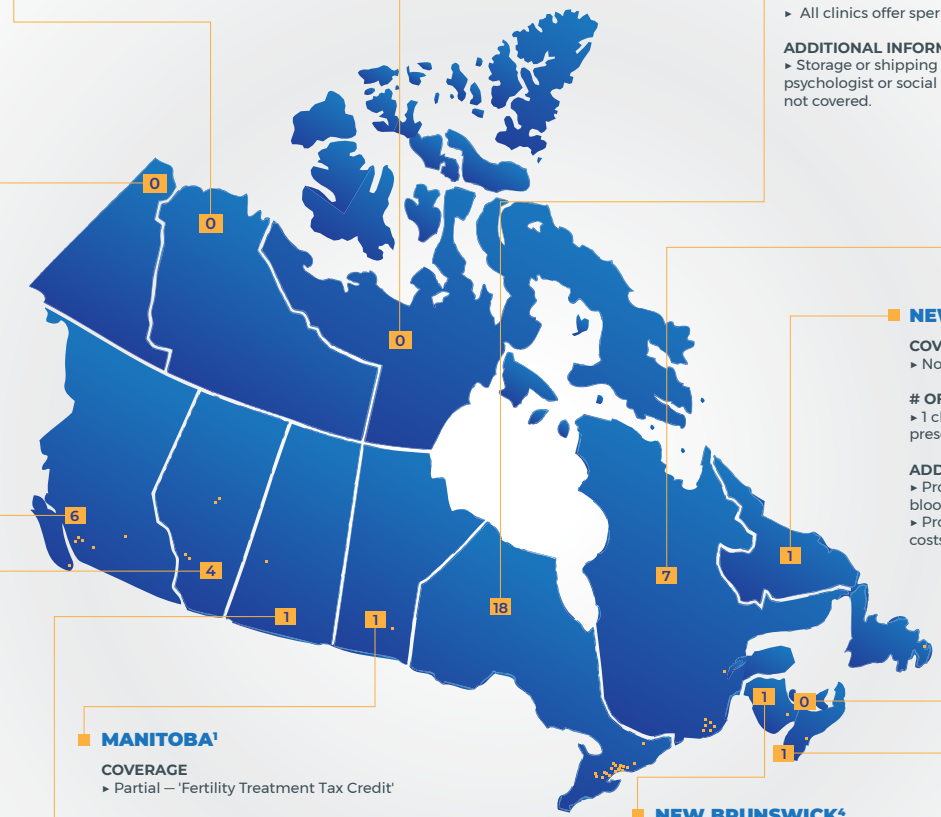 ▸ All clinics offer sper
ADDITIONAL INFORM
▸ Storage or shipping
psychologist or social
not covered.
0
0
0
NEW
COV
▸ No
# OF
▸ 1 cl
pres
ADD
▸ Pro
bloo
▸ Pro
costs
6
4
1
1
18
7
1
1
0
1
MANITOBA¹
COVERAGE
▸ Partial — 'Fertility Treatment Tax Credit'
NEW BRUNSWICK⁴